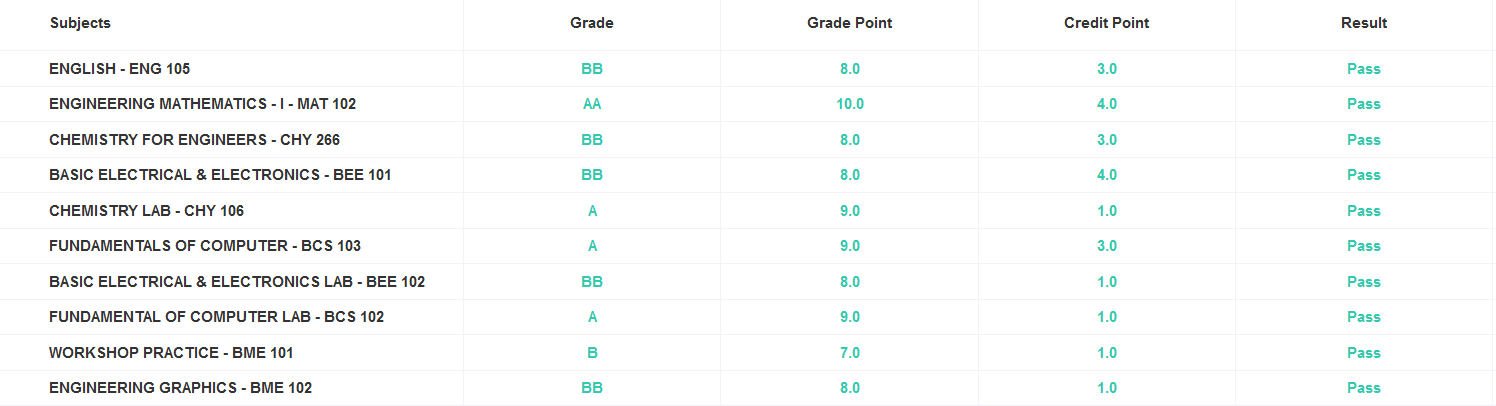 Subjects Grade Grade Point Credit Point Result
ENGLISH - ENG 105 BB 8.0 3.0 Pass
ENGINEERING MATHEMATICS - I - MAT 102 AA 10.0 4.0 Pass
CHEMISTRY FOR ENGINEERS - CHY 266 BB 8.0 3.0 Pass
BASIC ELECTRICAL & ELECTRONICS - BEE 101 BB 8.0 4.0 Pass
CHEMISTRY LAB - CHY 106 A 9.0 1.0 Pass
FUNDAMENTALS OF COMPUTER - BCS 103 A 9.0 3.0 Pass
BASIC ELECTRICAL & ELECTRONICS LAB - BEE 102 BB 8.0 1.0 Pass
FUNDAMENTAL OF COMPUTER LAB - BCS 102 A 9.0 1.0 Pass
WORKSHOP PRACTICE - BME 101 B 7.0 1.0 Pass
ENGINEERING GRAPHICS - BME 102 BB 8.0 1.0 Pass